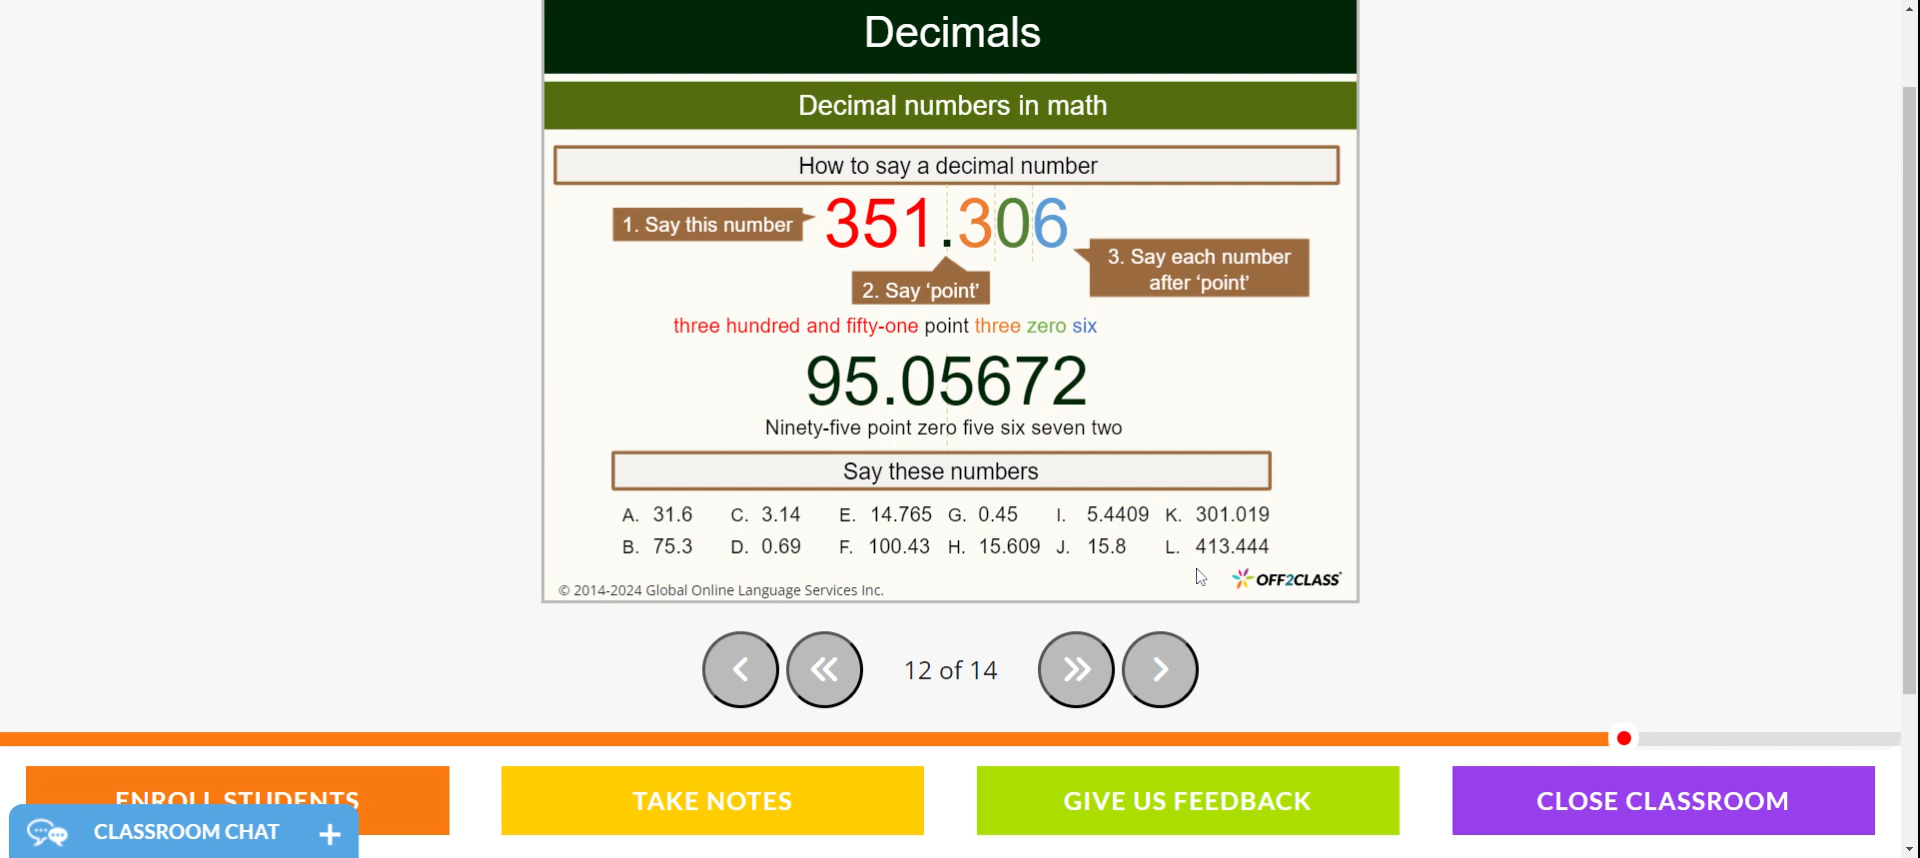 Decimals
Decimal numbers in math
How to say a decimal number
1. Say this number
351.306
3. Say each number
after ‘point’
2. Say ‘point’
three hundred and fifty-one point three zero six
95.05672
Ninety-five point zero five six seven two
Say these numbers
A. 31.6 C. 3.14 E. 14.765 G. 0.45 I. 5.4409 K. 301.019
B. 75.3 D. 0.69 F. 100.43 H. 15.609 J. 15.8 L. 413.444
© 2014-2024 Global Online Language Services Inc.
OFF2CLASS
12 of 14
ENROLL STUDENTS
TAKE NOTES
GIVE US FEEDBACK
CLOSE CLASSROOM
CLASSROOM CHAT +